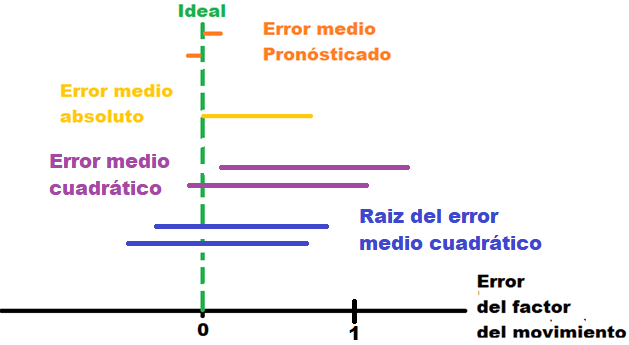 Ideal
Error medio
Pronósticado
Error medio
absoluto
Error medio
cuadrático
Raiz del error
medio cuadrático
Error
del factor
del movimiento
0
1